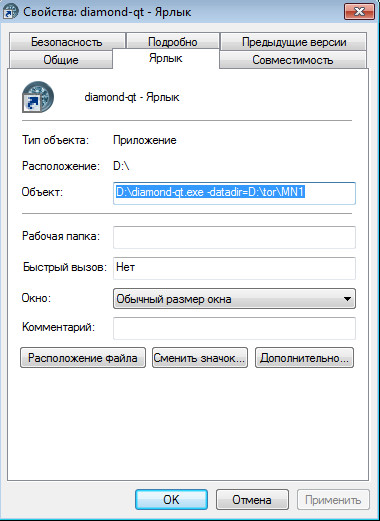 Свойства: diamond-qt - Ярлык
Безопасность Подробно Предыдущие версии
Общие Ярлык Совместимость
diamond-qt - Ярлык
Тип объекта: Приложение
Расположение: D:\
Объект: D:\diamond-qt.exe -datadir=D:\tor\MN1
Рабочая папка:
Быстрый вызов: Нет
Окно: Обычный размер окна
Комментарий:
Расположение файла Сменить значок... Дополнительно...
OK Отмена Применить